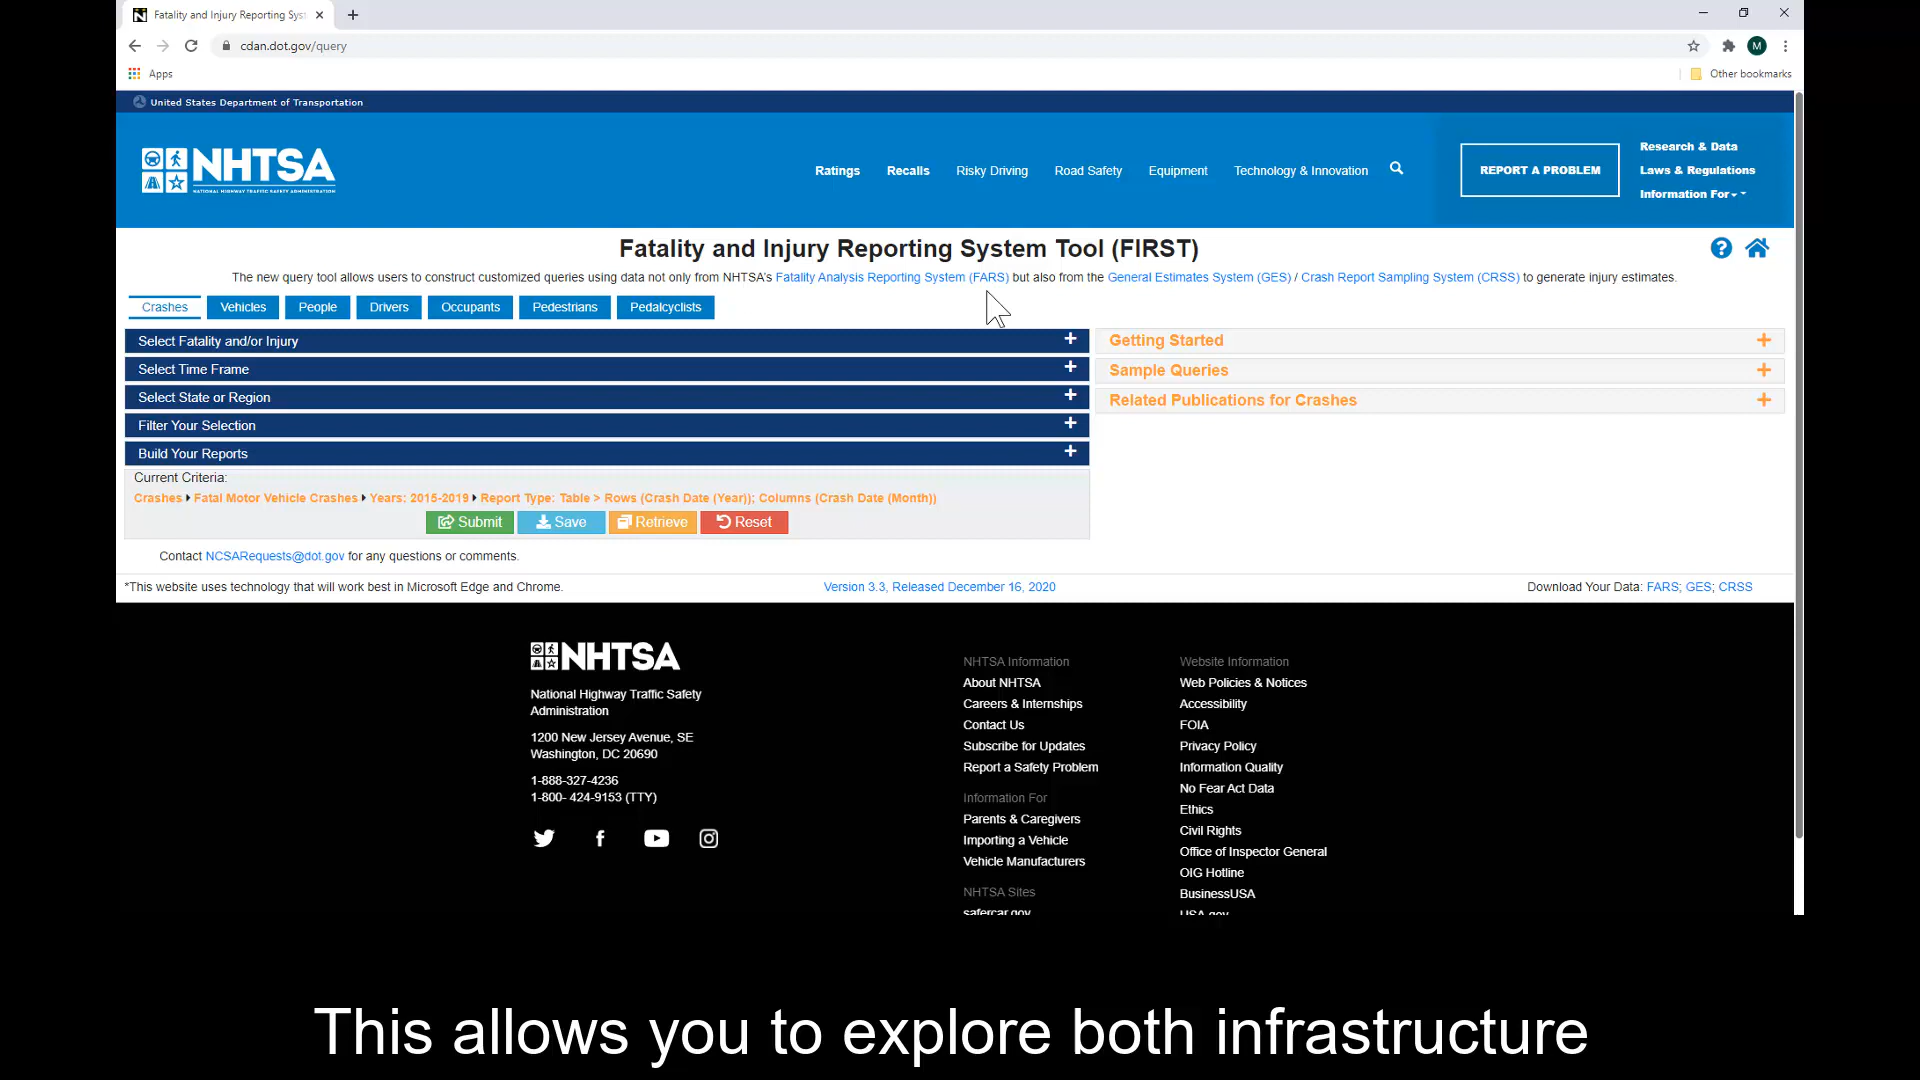 Fatality and Injury Reporting Sys
cdan.dot.gov/query
M
Apps
Other bookmarks
United States Department of Transportation
NHTSA
NATIONAL HIGHWAY TRAFFIC SAFETY ADMINISTRATION
Ratings Recalls Risky Driving Road Safety Equipment Technology & Innovation
REPORT A PROBLEM
Research & Data
Laws & Regulations
Information For
Fatality and Injury Reporting System Tool (FIRST)
The new query tool allows users to construct customized queries using data not only from NHTSA's Fatality Analysis Reporting System (FARS) but also from the General Estimates System (GES) / Crash Report Sampling System (CRSS) to generate injury estimates.
Crashes Vehicles People Drivers Occupants Pedestrians Pedalcyclists
Select Fatality and/or Injury
Select Time Frame
Select State or Region
Filter Your Selection
Build Your Reports
Getting Started
Sample Queries
Related Publications for Crashes
Current Criteria:
Crashes Fatal Motor Vehicle Crashes Years: 2015-2019 Report Type: Table > Rows (Crash Date (Year)); Columns (Crash Date (Month))
Submit Save Retrieve Reset
Contact NCSARequests@dot.gov for any questions or comments.
*This website uses technology that will work best in Microsoft Edge and Chrome.
Version 3.3, Released December 16, 2020
Download Your Data: FARS; GES; CRSS
NHTSA
National Highway Traffic Safety
Administration
1200 New Jersey Avenue, SE
Washington, DC 20690
1-888-327-4236
1-800- 424-9153 (TTY)
NHTSA Information
About NHTSA
Careers & Internships
Contact Us
Subscribe for Updates
Report a Safety Problem
Information For
Parents & Caregivers
Importing a Vehicle
Vehicle Manufacturers
NHTSA Sites
safercar.gov
Website Information
Web Policies & Notices
Accessibility
FOIA
Privacy Policy
Information Quality
No Fear Act Data
Ethics
Civil Rights
Office of Inspector General
OIG Hotline
BusinessUSA
USA.gov
This allows you to explore both infrastructure